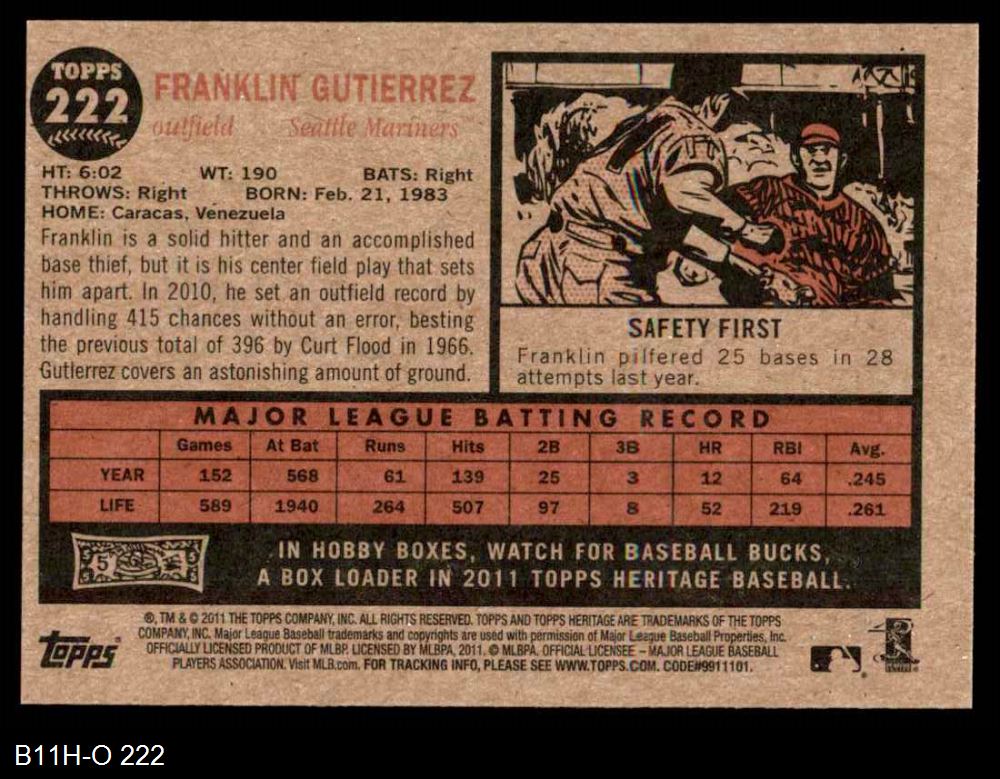 TOPPS
222
FRANKLIN GUTIERREZ
outfield Seattle Mariners
HT: 6:02 WT: 190 BATS: Right
THROWS: Right BORN: Feb. 21, 1983
HOME: Caracas, Venezuela
Franklin is a solid hitter and an accomplished
base thief, but it is his center field play that sets
him apart. In 2010, he set an outfield record by
handling 415 chances without an error, besting
the previous total of 396 by Curt Flood in 1966.
Gutierrez covers an astonishing amount of ground.
SAFETY FIRST
Franklin pilfered 25 bases in 28
attempts last year.
MAJOR LEAGUE BATTING RECORD
Games At Bat Runs Hits 2B 3B HR RBI Avg.
YEAR 152 568 61 139 25 3 12 64 .245
LIFE 589 1940 264 507 97 8 52 219 .261
5
IN HOBBY BOXES, WATCH FOR BASEBALL BUCKS,
A BOX LOADER IN 2011 TOPPS HERITAGE BASEBALL.
®, TM & © 2011 THE TOPPS COMPANY, INC. ALL RIGHTS RESERVED. TOPPS AND TOPPS HERITAGE ARE TRADEMARKS OF THE TOPPS
COMPANY, INC. Major League Baseball trademarks and copyrights are used with permission of Major League Baseball Properties, Inc.
OFFICIALLY LICENSED PRODUCT OF MLBP. LICENSED BY MLBPA, 2011. © MLBPA. OFFICIAL LICENSEE – MAJOR LEAGUE BASEBALL
PLAYERS ASSOCIATION. Visit MLB.com. FOR TRACKING INFO, PLEASE SEE WWW.TOPPS.COM. CODE#9911101.
Topps
B11H-O 222